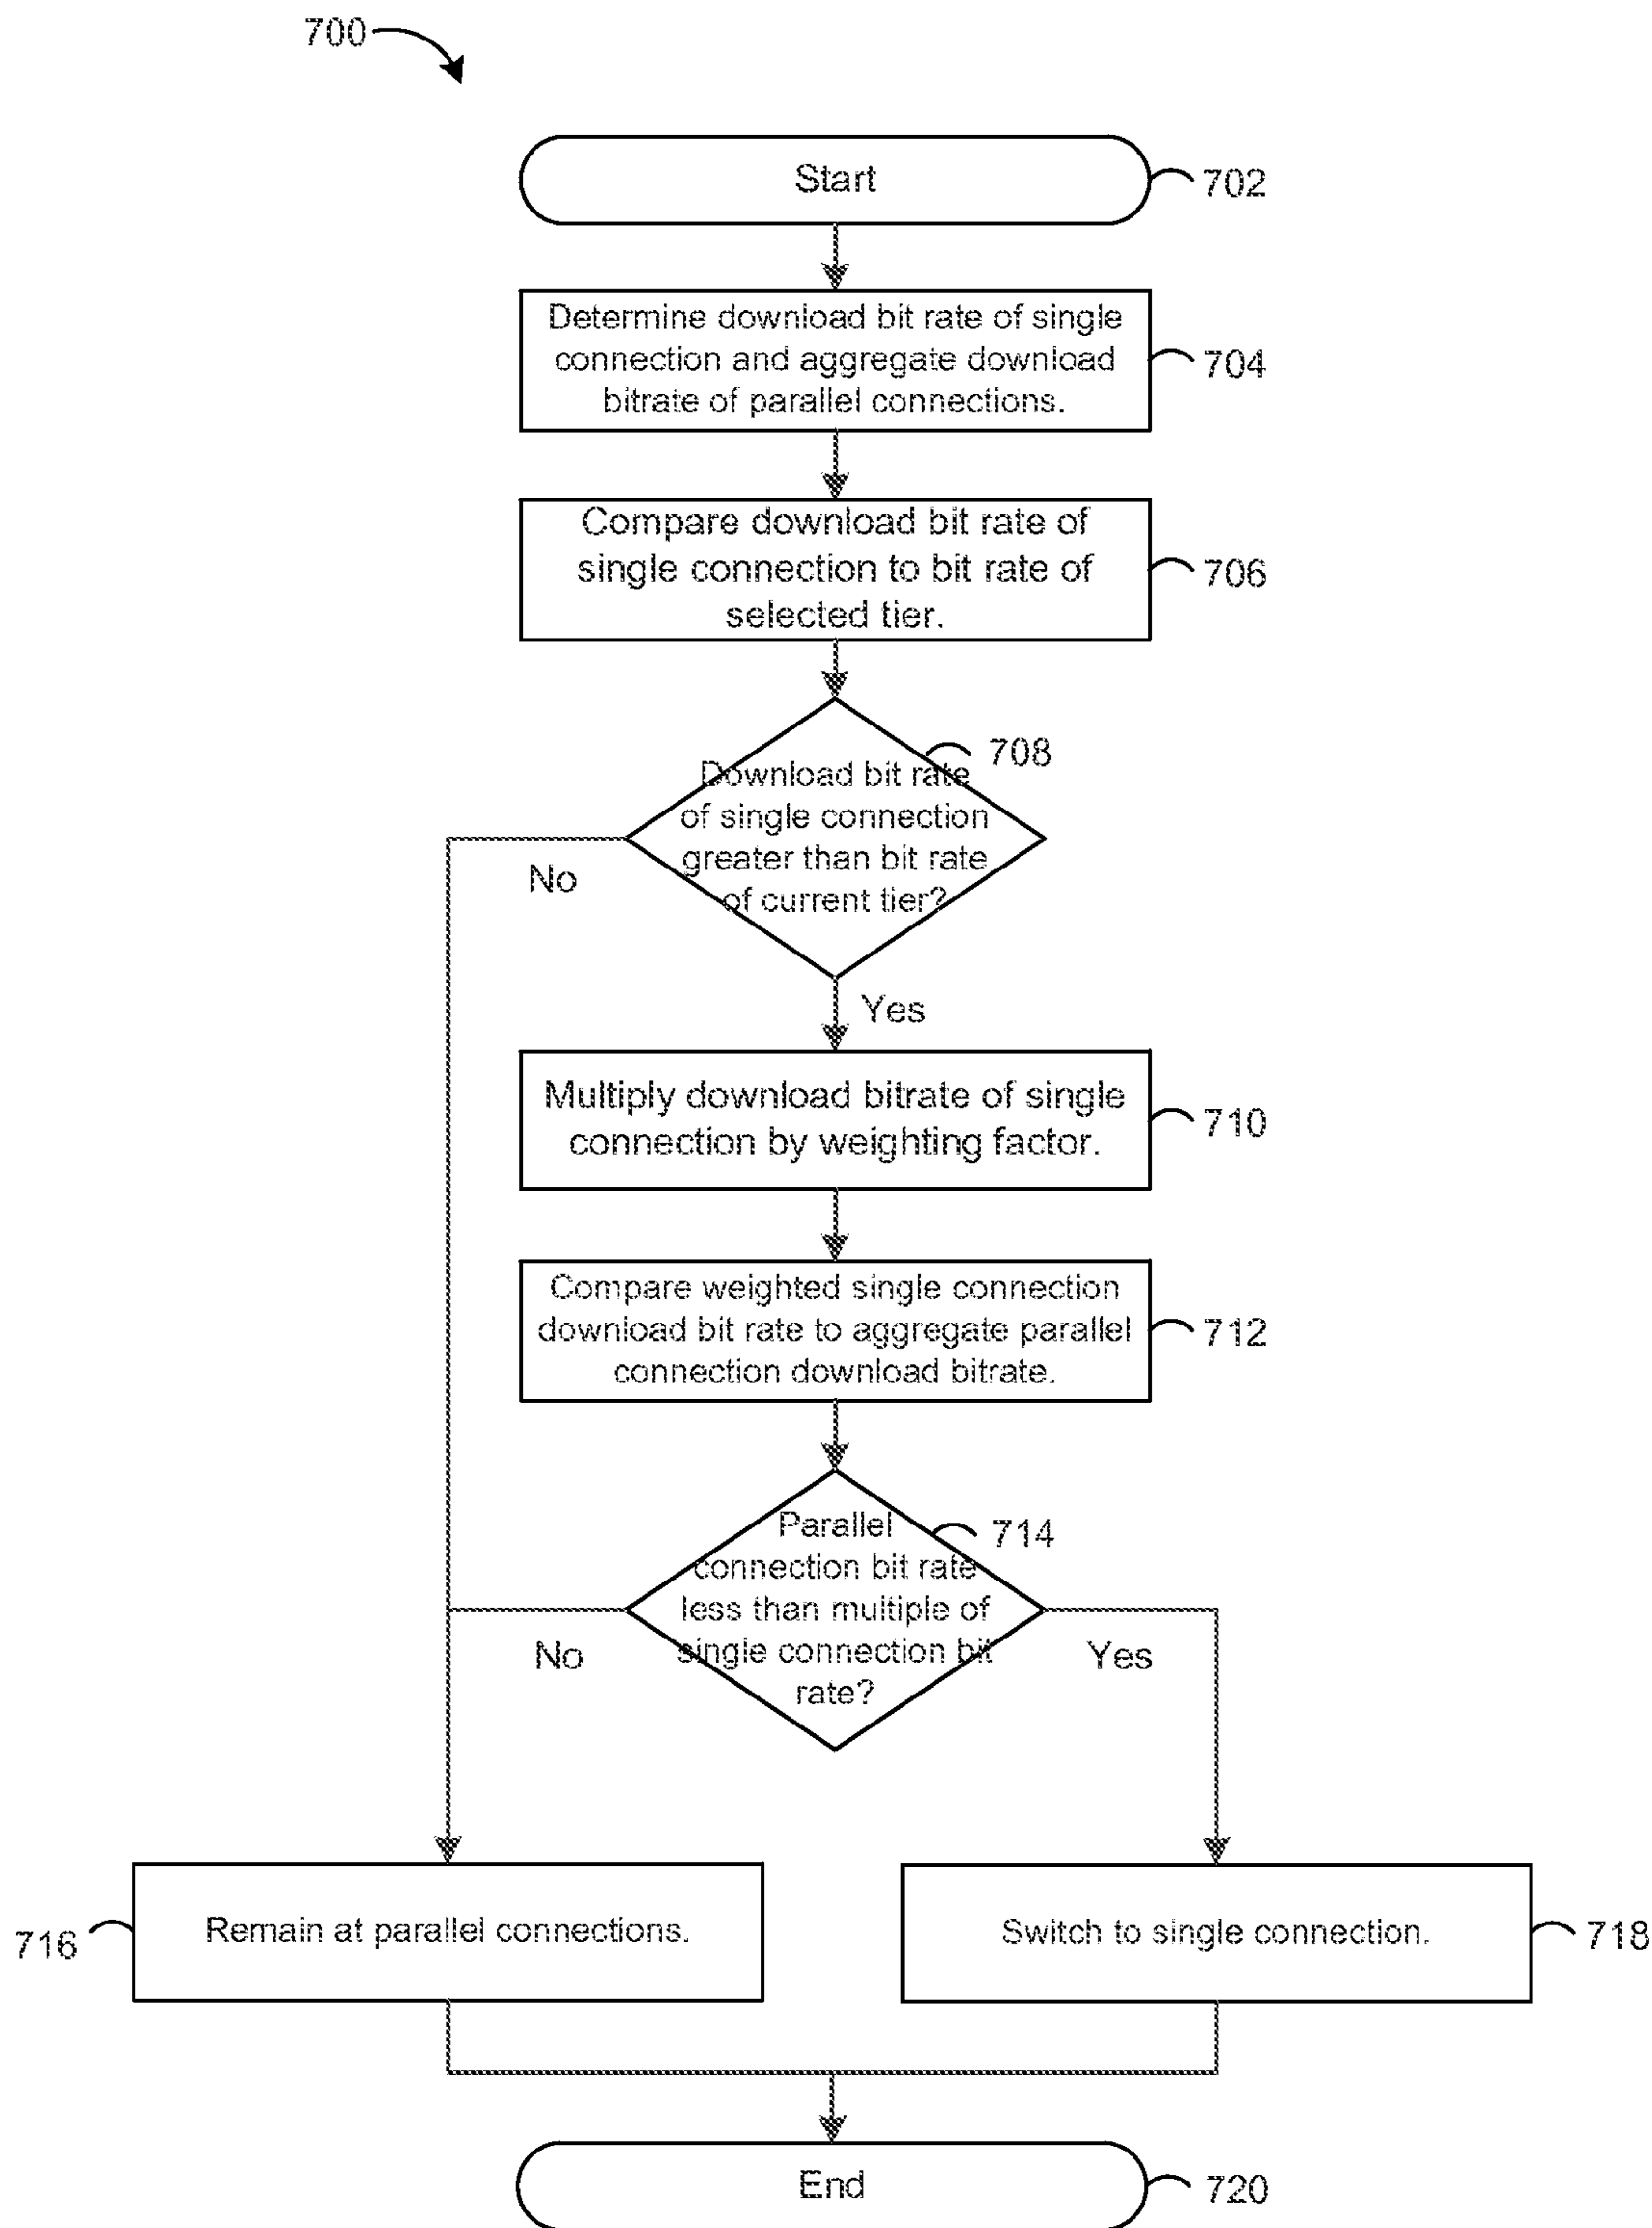 700
Start
702
Determine download bit rate of single
connection and aggregate download
bitrate of parallel connections.
704
Compare download bit rate of
single connection to bit rate of
selected tier.
706
708
Download bit rate
of single connection
greater than bit rate
of current tier?
No
Yes
Multiply download bitrate of single
connection by weighting factor.
710
Compare weighted single connection
download bit rate to aggregate parallel
connection download bitrate.
712
Parallel
connection bit rate
less than multiple of
single connection bit
rate?
714
No
Yes
716
Remain at parallel connections.
Switch to single connection.
718
End
720